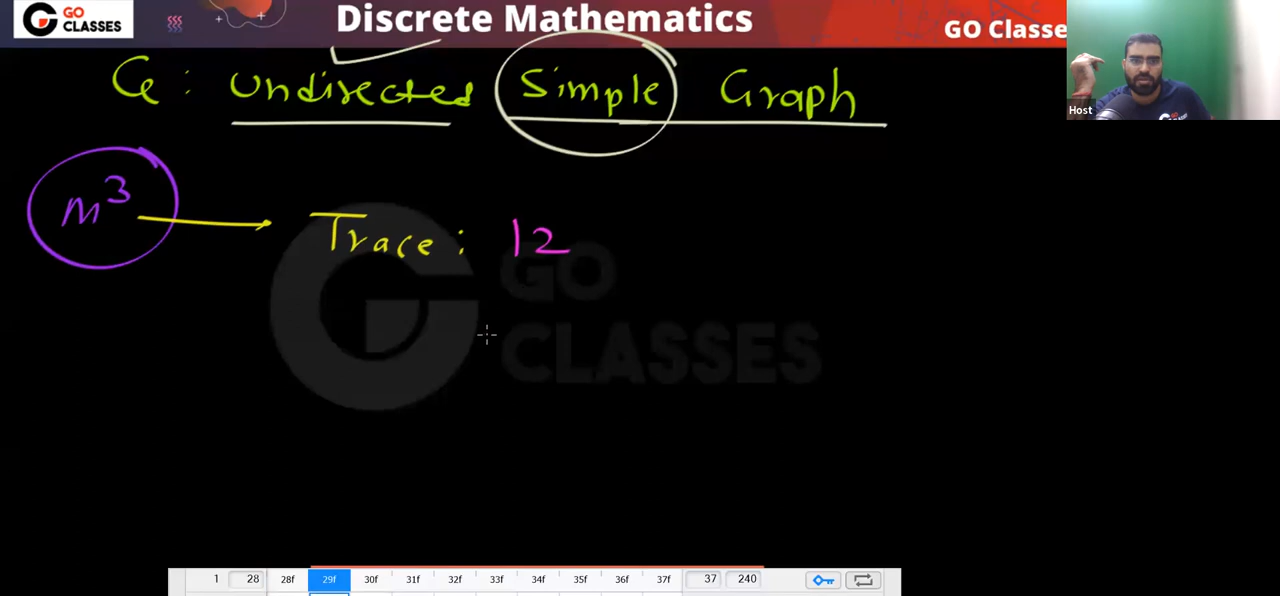 GO CLASSES
Discrete Mathematics
GO Classe
G : Undirected Simple Graph
Host
m³ → Trace : 12
GO CLASSES
1 28 28f 29f 30f 31f 32f 33f 34f 35f 36f 37f 37 240